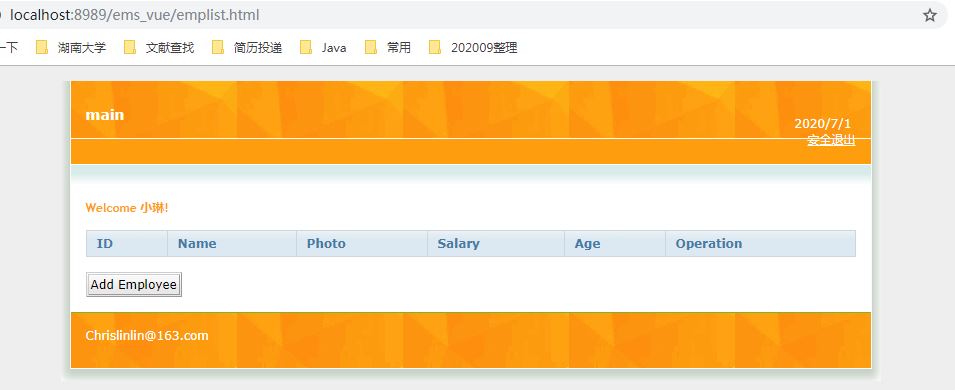 localhost:8989/ems_vue/emplist.html
一下 湖南大学 文献查找 简历投递 Java 常用 202009整理
main
2020/7/1
安全退出
Welcome 小琳!
ID Name Photo Salary Age Operation
Add Employee
Chrislinlin@163.com